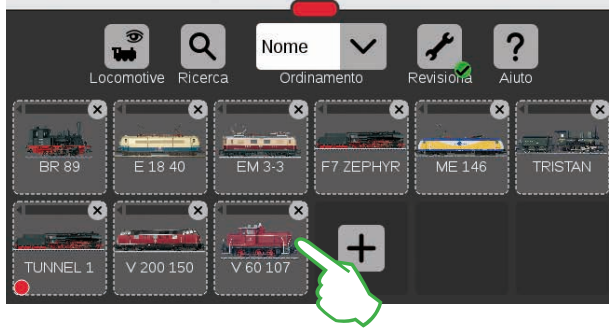 Nome
Locomotive Ricerca Ordinamento Revisiona Aiuto
BR 89 E 18 40 EM 3-3 F7 ZEPHYR ME 146 TRISTAN
TUNNEL 1 V 200 150 V 60 107